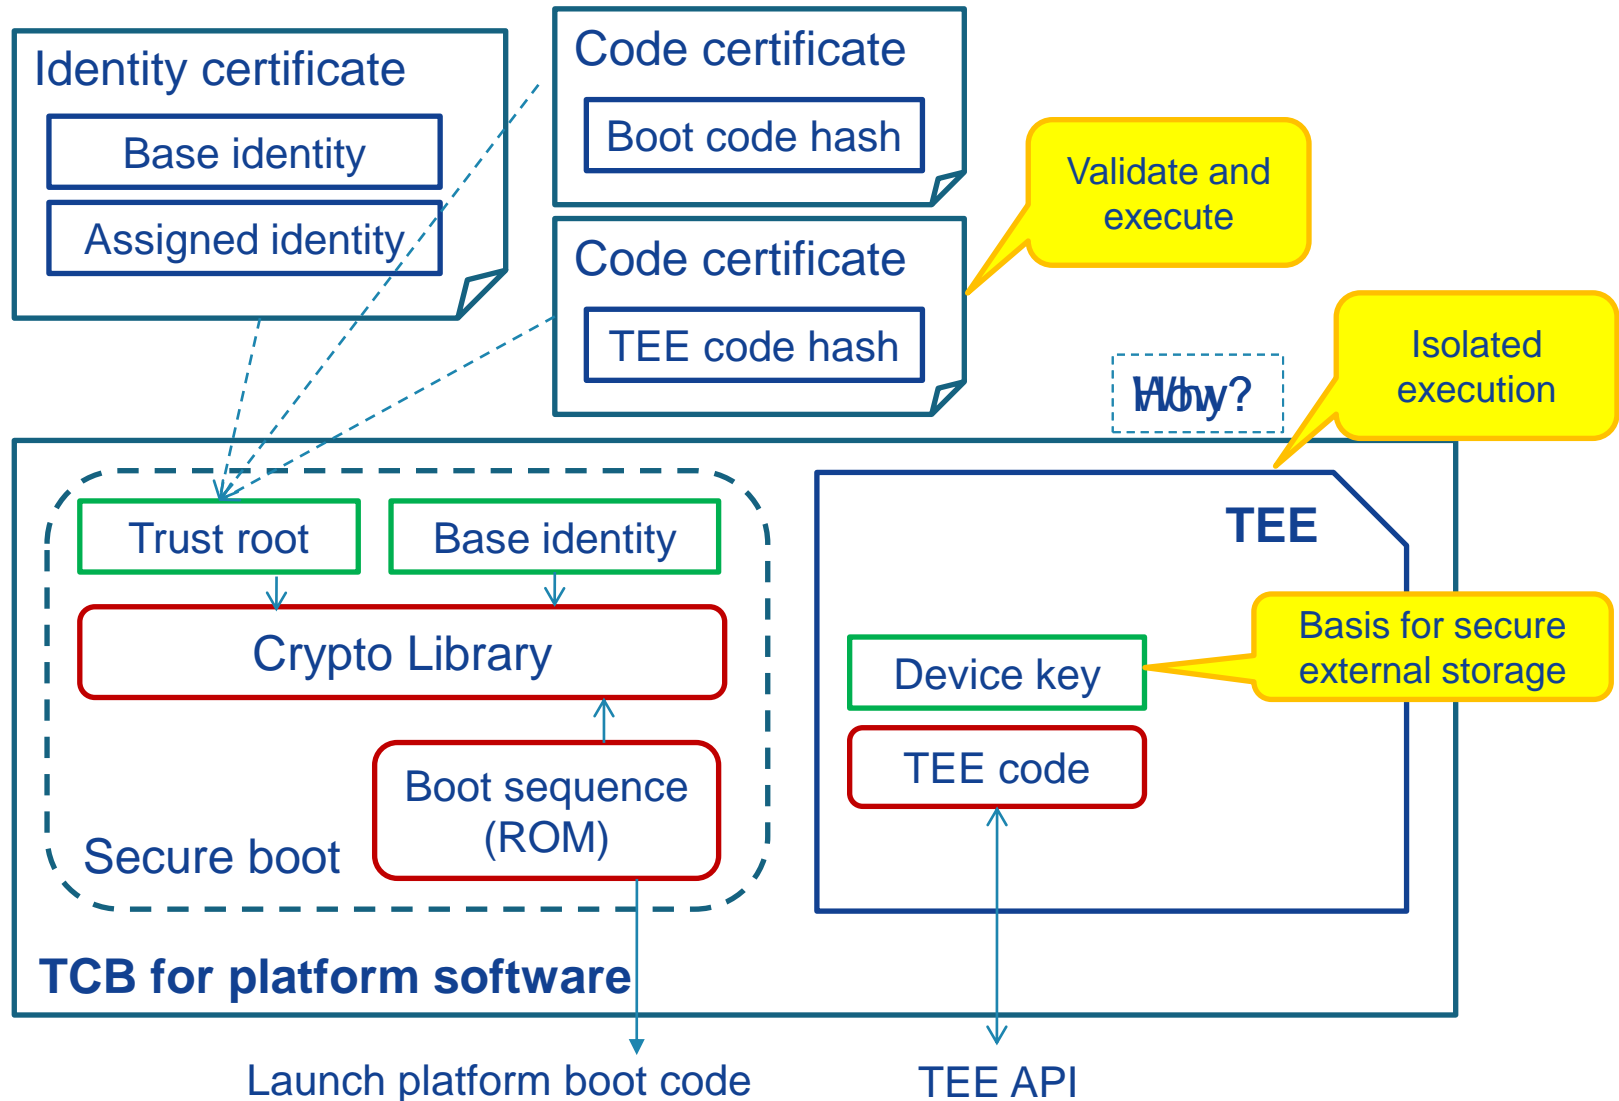 Identity certificate
Base identity
Assigned identity
Code certificate
Boot code hash
Code certificate
TEE code hash
Validate and
execute
Isolated
execution
Trust root
Base identity
Crypto Library
Boot sequence
(ROM)
Secure boot
TCB for platform software
TEE
Device key
TEE code
Basis for secure
external storage
Launch platform boot code
TEE API